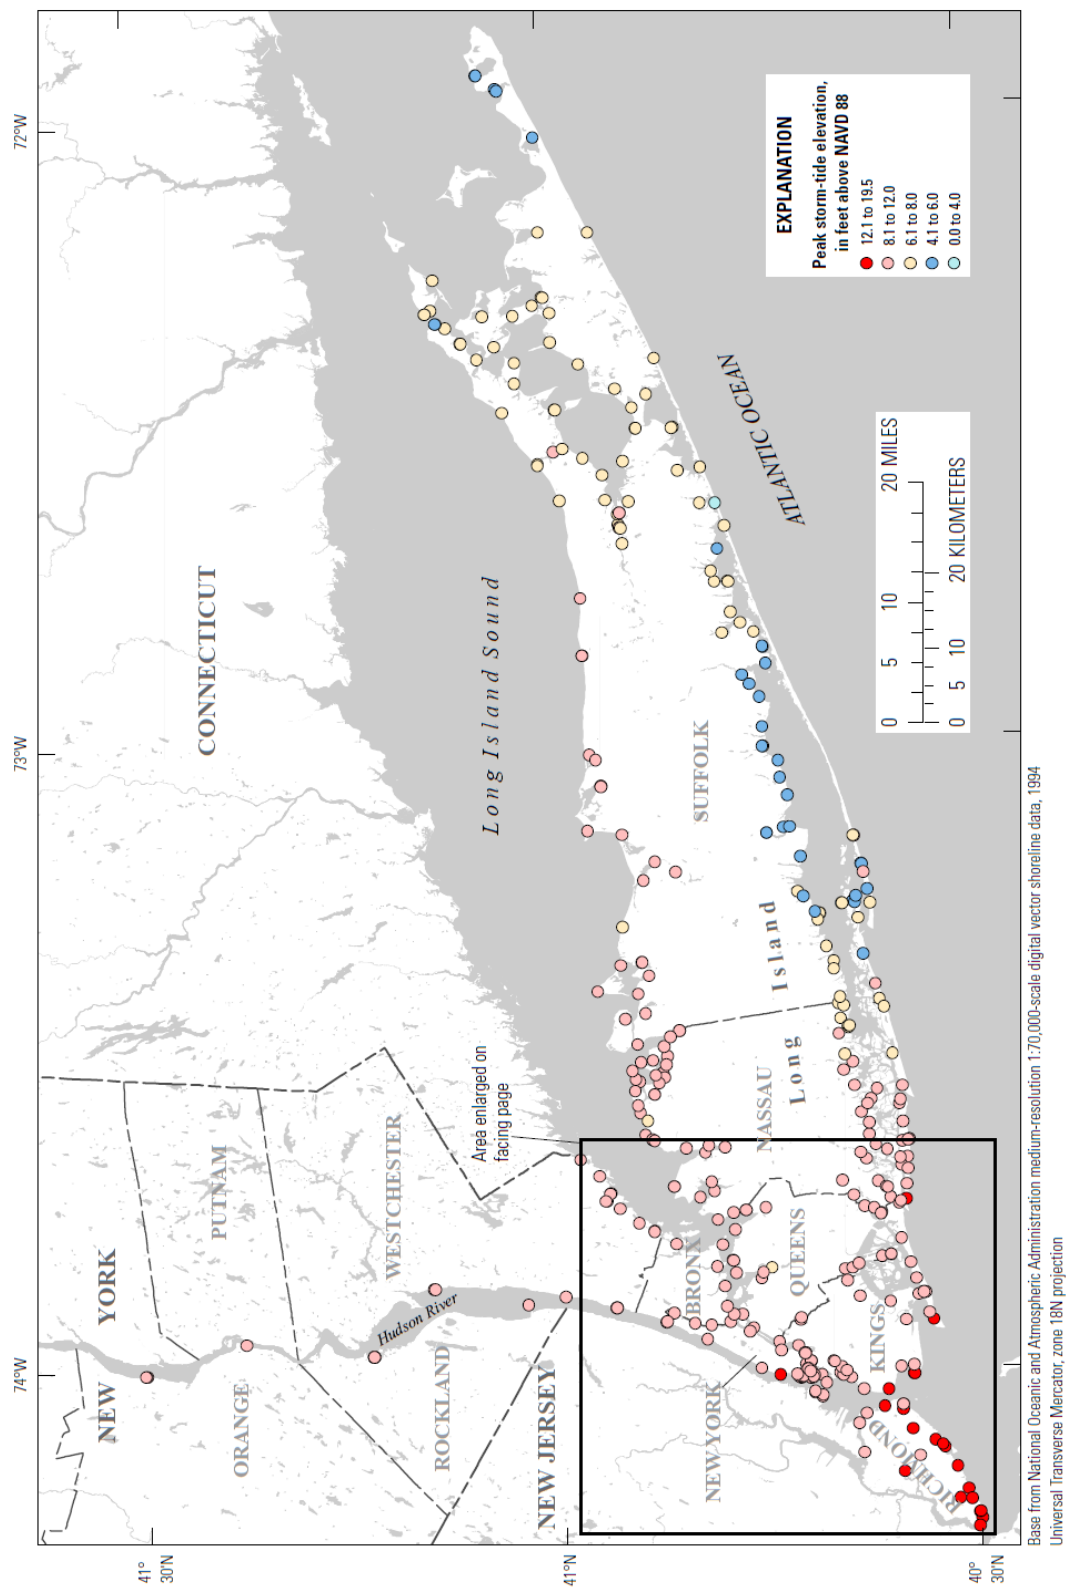 72°W
73°W
74°W
41°
30'N
41°N
40°
30'N
CONNECTICUT
Long Island Sound
ATLANTIC OCEAN
EXPLANATION
Peak storm-tide elevation,
in feet above NAVD 88
12.1 to 19.5
8.1 to 12.0
6.1 to 8.0
4.1 to 6.0
0.0 to 4.0
0 5 10 20 MILES
0 5 10 20 KILOMETERS
SUFFOLK
Long Island
NASSAU
Area enlarged on
facing page
NEW YORK
PUTNAM
WESTCHESTER
Hudson River
ORANGE
ROCKLAND
NEW JERSEY
BRONX
QUEENS
NEW YORK
KINGS
RICHMOND
Base from National Oceanic and Atmospheric Administration medium-resolution 1:70,000-scale digital vector shoreline data, 1994
Universal Transverse Mercator, zone 18N projection